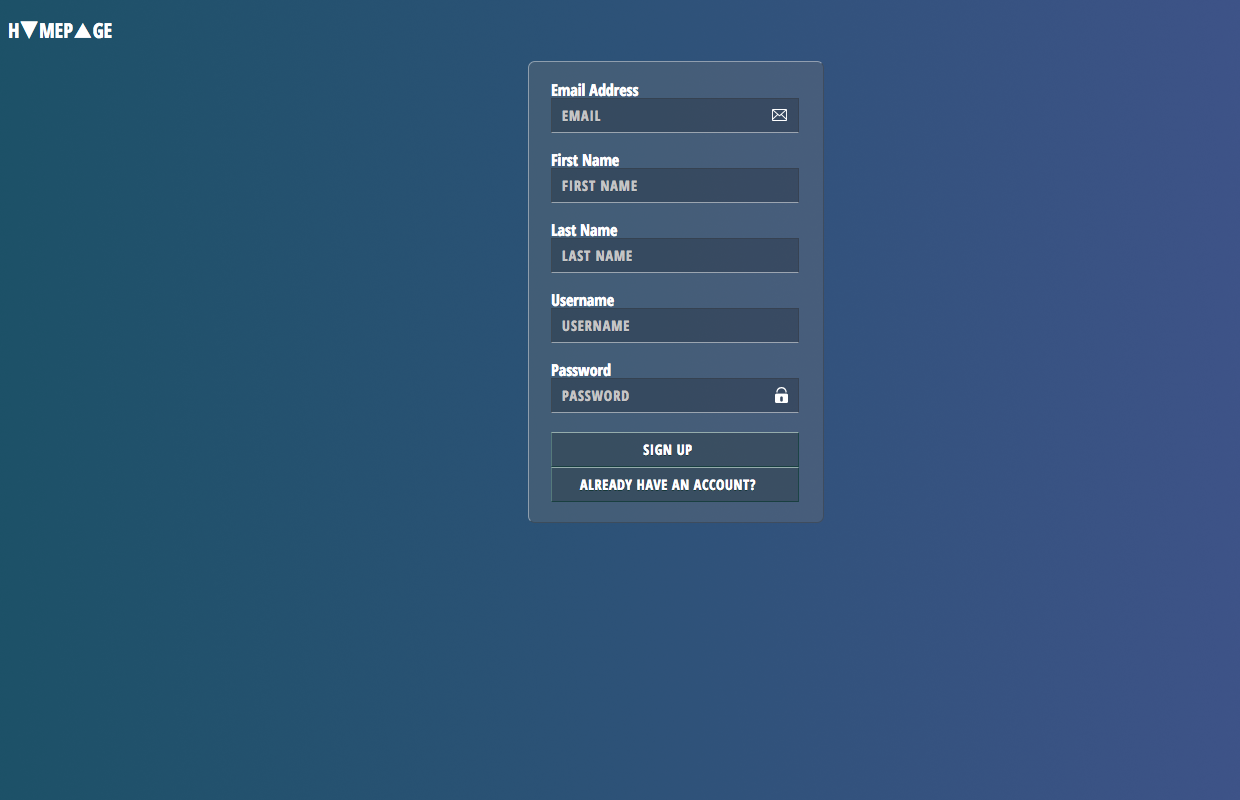 H▼MEP▲GE
Email Address
EMAIL
First Name
FIRST NAME
Last Name
LAST NAME
Username
USERNAME
Password
PASSWORD
SIGN UP
ALREADY HAVE AN ACCOUNT?